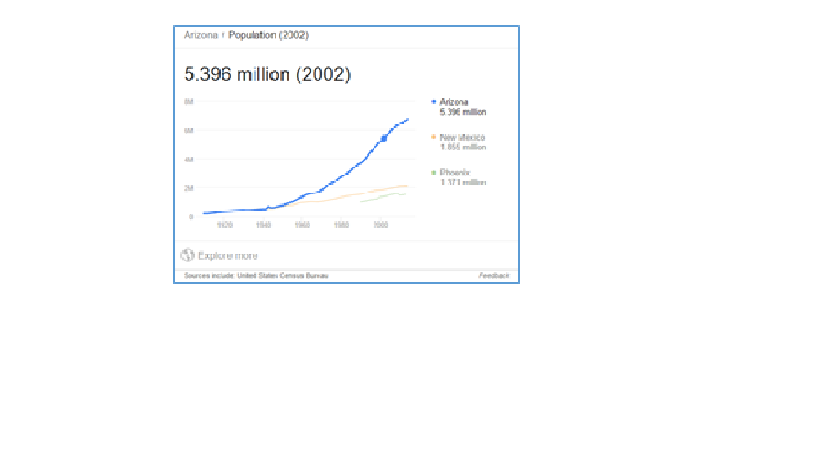 Arizona › Population (2002)
5.396 million (2002)
8M
6M
4M
2M
0
1920 1940 1960 1980 2000
Arizona
5.396 million
New Mexico
1.855 million
Phoenix
1.371 million
Explore more
Sources include: United States Census Bureau
Feedback